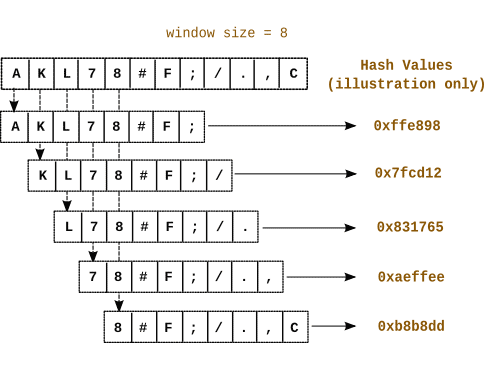 window size = 8
Hash Values
(illustration only)
A K L 7 8 # F ; / . , C
A K L 7 8 # F ;
0xffe898
K L 7 8 # F ; /
0x7fcd12
L 7 8 # F ; / .
0x831765
7 8 # F ; / . ,
0xaeffee
8 # F ; / . , C
0xb8b8dd